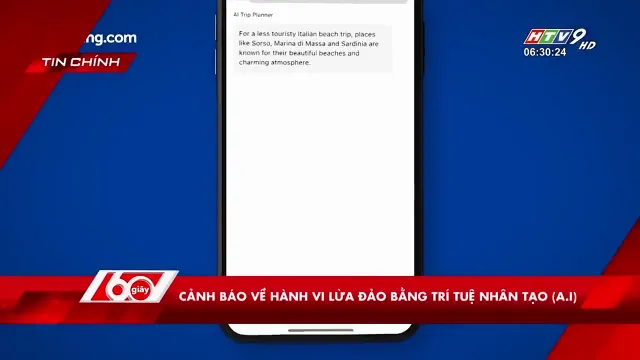 ng.com
TIN CHÍNH
HTV9 HD
06:30:24
AI Trip Planner
For a less touristy Italian beach trip, places
like Sorso, Marina di Massa and Sardinia are
known for their beautiful beaches and
charming atmosphere.
60 giây
CẢNH BÁO VỀ HÀNH VI LỪA ĐẢO BẰNG TRÍ TUỆ NHÂN TẠO (A.I)